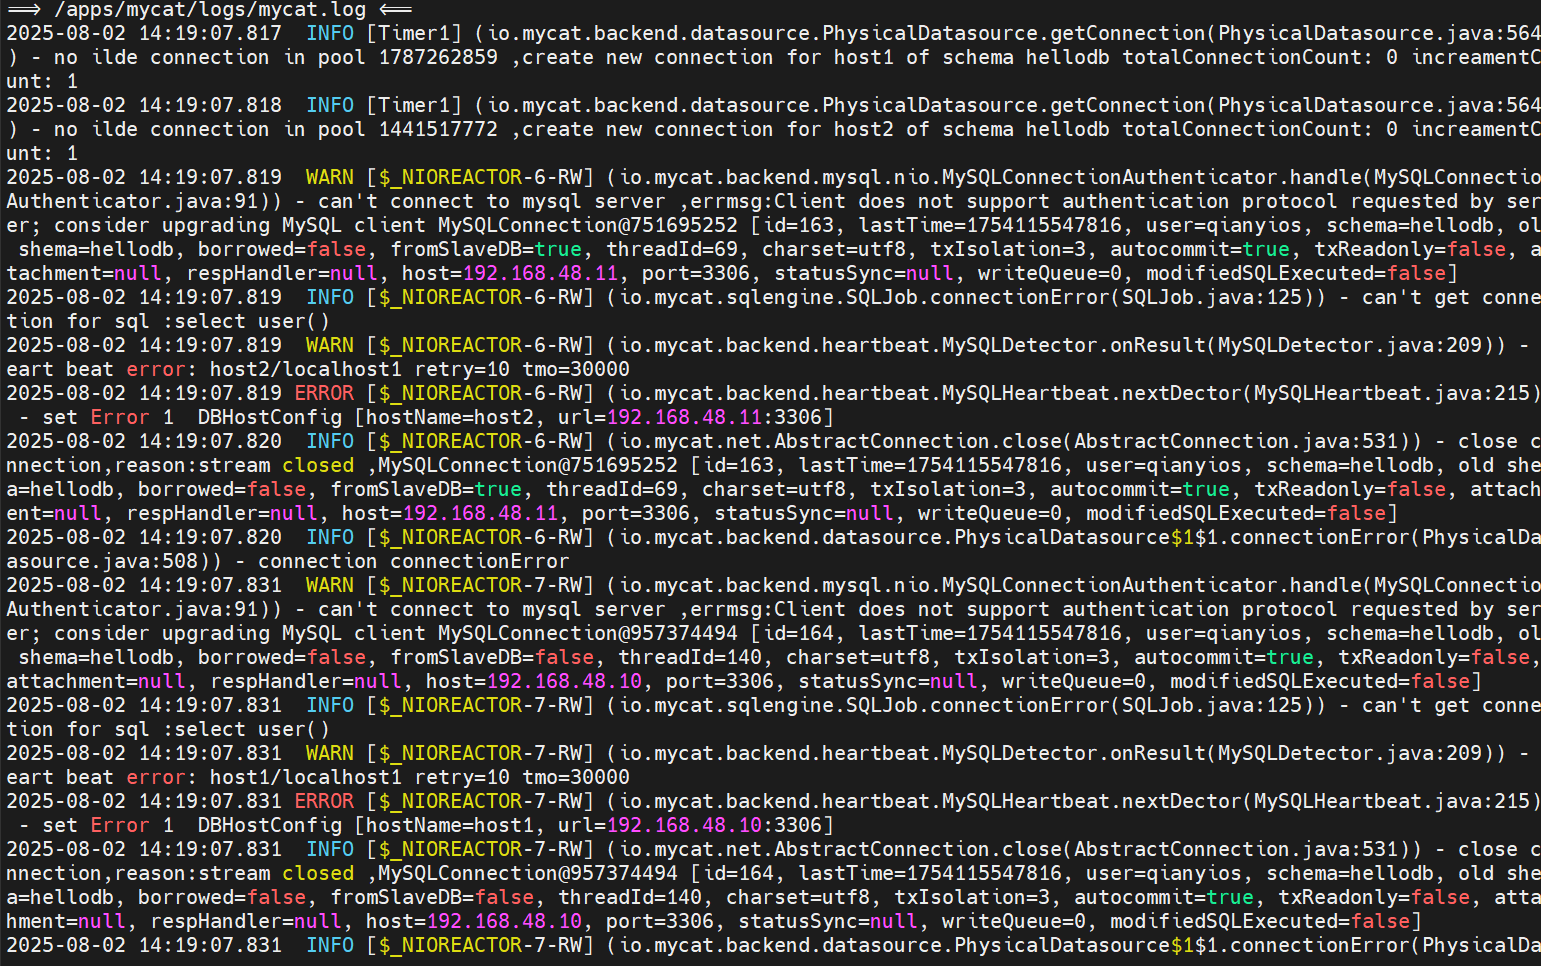 ==> /apps/mycat/logs/mycat.log <==
2025-08-02 14:19:07.817  INFO [Timer1] (io.mycat.backend.datasource.PhysicalDatasource.getConnection(PhysicalDatasource.java:564
) - no ilde connection in pool 1787262859 ,create new connection for host1 of schema hellodb totalConnectionCount: 0 increamentC
unt: 1
2025-08-02 14:19:07.818  INFO [Timer1] (io.mycat.backend.datasource.PhysicalDatasource.getConnection(PhysicalDatasource.java:564
) - no ilde connection in pool 1441517772 ,create new connection for host2 of schema hellodb totalConnectionCount: 0 increamentC
unt: 1
2025-08-02 14:19:07.819  WARN [$_NIOREACTOR-6-RW] (io.mycat.backend.mysql.nio.MySQLConnectionAuthenticator.handle(MySQLConnectio
Authenticator.java:91)) - can't connect to mysql server ,errmsg:Client does not support authentication protocol requested by ser
er; consider upgrading MySQL client MySQLConnection@751695252 [id=163, lastTime=1754115547816, user=qianyios, schema=hellodb, ol
 shema=hellodb, borrowed=false, fromSlaveDB=true, threadId=69, charset=utf8, txIsolation=3, autocommit=true, txReadonly=false, a
tachment=null, respHandler=null, host=192.168.48.11, port=3306, statusSync=null, writeQueue=0, modifiedSQLExecuted=false]
2025-08-02 14:19:07.819  INFO [$_NIOREACTOR-6-RW] (io.mycat.sqlengine.SQLJob.connectionError(SQLJob.java:125)) - can't get conne
tion for sql :select user()
2025-08-02 14:19:07.819  WARN [$_NIOREACTOR-6-RW] (io.mycat.backend.heartbeat.MySQLDetector.onResult(MySQLDetector.java:209)) -
eart beat error: host2/localhost1 retry=10 tmo=30000
2025-08-02 14:19:07.819 ERROR [$_NIOREACTOR-6-RW] (io.mycat.backend.heartbeat.MySQLHeartbeat.nextDector(MySQLHeartbeat.java:215)
 - set Error 1  DBHostConfig [hostName=host2, url=192.168.48.11:3306]
2025-08-02 14:19:07.820  INFO [$_NIOREACTOR-6-RW] (io.mycat.net.AbstractConnection.close(AbstractConnection.java:531)) - close c
nnection,reason:stream closed ,MySQLConnection@751695252 [id=163, lastTime=1754115547816, user=qianyios, schema=hellodb, old she
a=hellodb, borrowed=false, fromSlaveDB=true, threadId=69, charset=utf8, txIsolation=3, autocommit=true, txReadonly=false, attach
ent=null, respHandler=null, host=192.168.48.11, port=3306, statusSync=null, writeQueue=0, modifiedSQLExecuted=false]
2025-08-02 14:19:07.820  INFO [$_NIOREACTOR-6-RW] (io.mycat.backend.datasource.PhysicalDatasource$1$1.connectionError(PhysicalDa
asource.java:508)) - connection connectionError
2025-08-02 14:19:07.831  WARN [$_NIOREACTOR-7-RW] (io.mycat.backend.mysql.nio.MySQLConnectionAuthenticator.handle(MySQLConnectio
Authenticator.java:91)) - can't connect to mysql server ,errmsg:Client does not support authentication protocol requested by ser
er; consider upgrading MySQL client MySQLConnection@957374494 [id=164, lastTime=1754115547816, user=qianyios, schema=hellodb, ol
 shema=hellodb, borrowed=false, fromSlaveDB=false, threadId=140, charset=utf8, txIsolation=3, autocommit=true, txReadonly=false,
attachment=null, respHandler=null, host=192.168.48.10, port=3306, statusSync=null, writeQueue=0, modifiedSQLExecuted=false]
2025-08-02 14:19:07.831  INFO [$_NIOREACTOR-7-RW] (io.mycat.sqlengine.SQLJob.connectionError(SQLJob.java:125)) - can't get conne
tion for sql :select user()
2025-08-02 14:19:07.831  WARN [$_NIOREACTOR-7-RW] (io.mycat.backend.heartbeat.MySQLDetector.onResult(MySQLDetector.java:209)) -
eart beat error: host1/localhost1 retry=10 tmo=30000
2025-08-02 14:19:07.831 ERROR [$_NIOREACTOR-7-RW] (io.mycat.backend.heartbeat.MySQLHeartbeat.nextDector(MySQLHeartbeat.java:215)
 - set Error 1  DBHostConfig [hostName=host1, url=192.168.48.10:3306]
2025-08-02 14:19:07.831  INFO [$_NIOREACTOR-7-RW] (io.mycat.net.AbstractConnection.close(AbstractConnection.java:531)) - close c
nnection,reason:stream closed ,MySQLConnection@957374494 [id=164, lastTime=1754115547816, user=qianyios, schema=hellodb, old she
a=hellodb, borrowed=false, fromSlaveDB=false, threadId=140, charset=utf8, txIsolation=3, autocommit=true, txReadonly=false, atta
hment=null, respHandler=null, host=192.168.48.10, port=3306, statusSync=null, writeQueue=0, modifiedSQLExecuted=false]
2025-08-02 14:19:07.831  INFO [$_NIOREACTOR-7-RW] (io.mycat.backend.datasource.PhysicalDatasource$1$1.connectionError(PhysicalDa